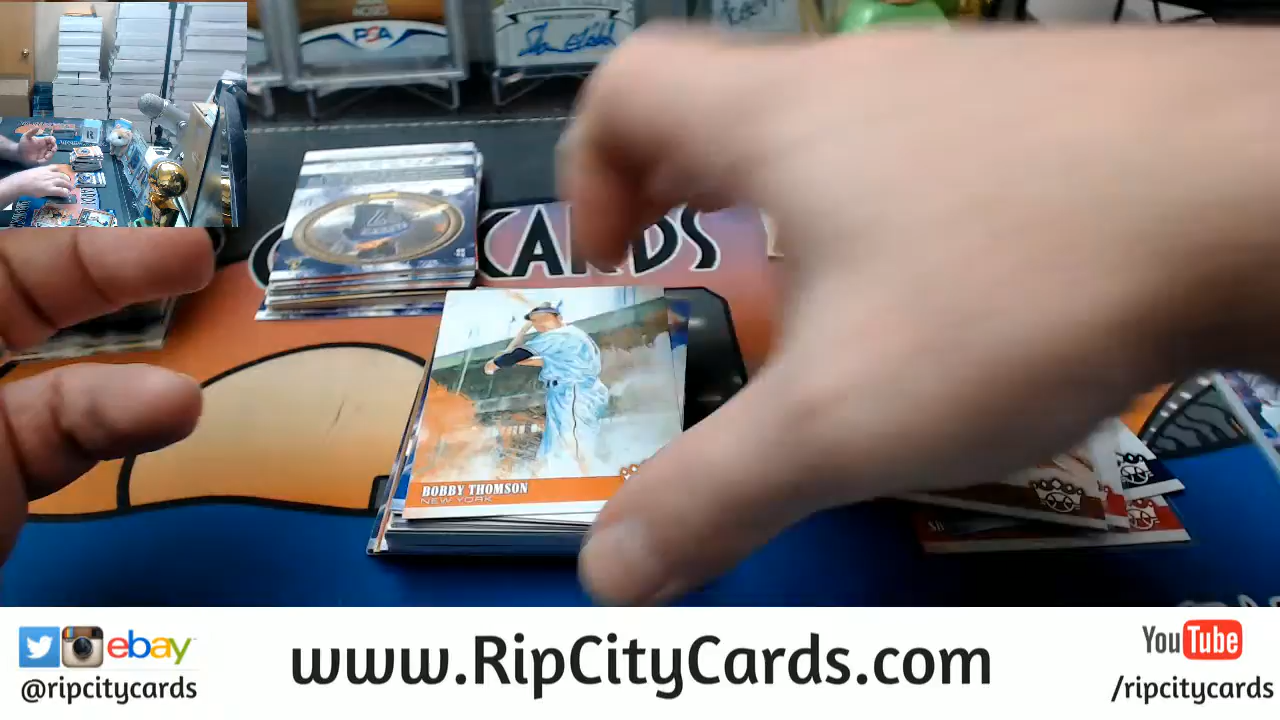 PSA
CARDS
BOBBY THOMSON
NEW YORK
ebay
@ripcitycards
www.RipCityCards.com
YouTube
/ripcitycards